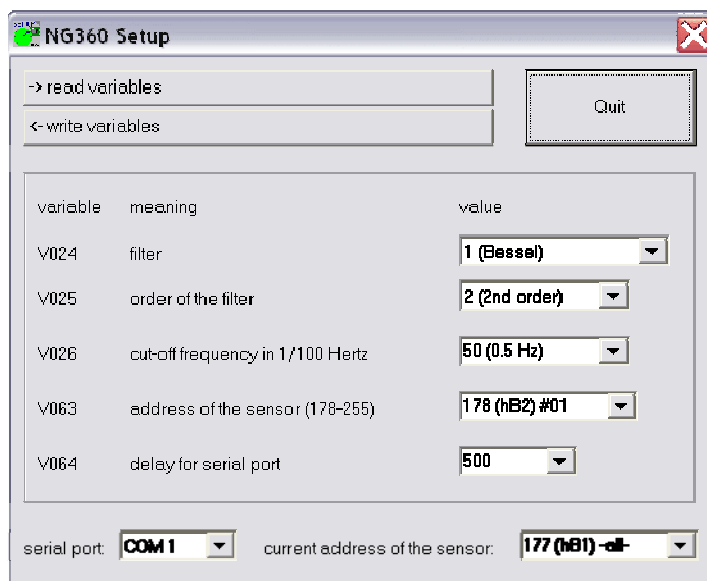 NG360 Setup
-> read variables
<- write variables
Quit
variable meaning value
V024 filter 1 (Bessel)
V025 order of the filter 2 (2nd order)
V026 cut-off frequency in 1/100 Hertz 50 (0.5 Hz)
V063 address of the sensor (178-255) 178 (hB2) #01
V064 delay for serial port 500
serial port: COM 1 current address of the sensor: 177 (hB1) -all-